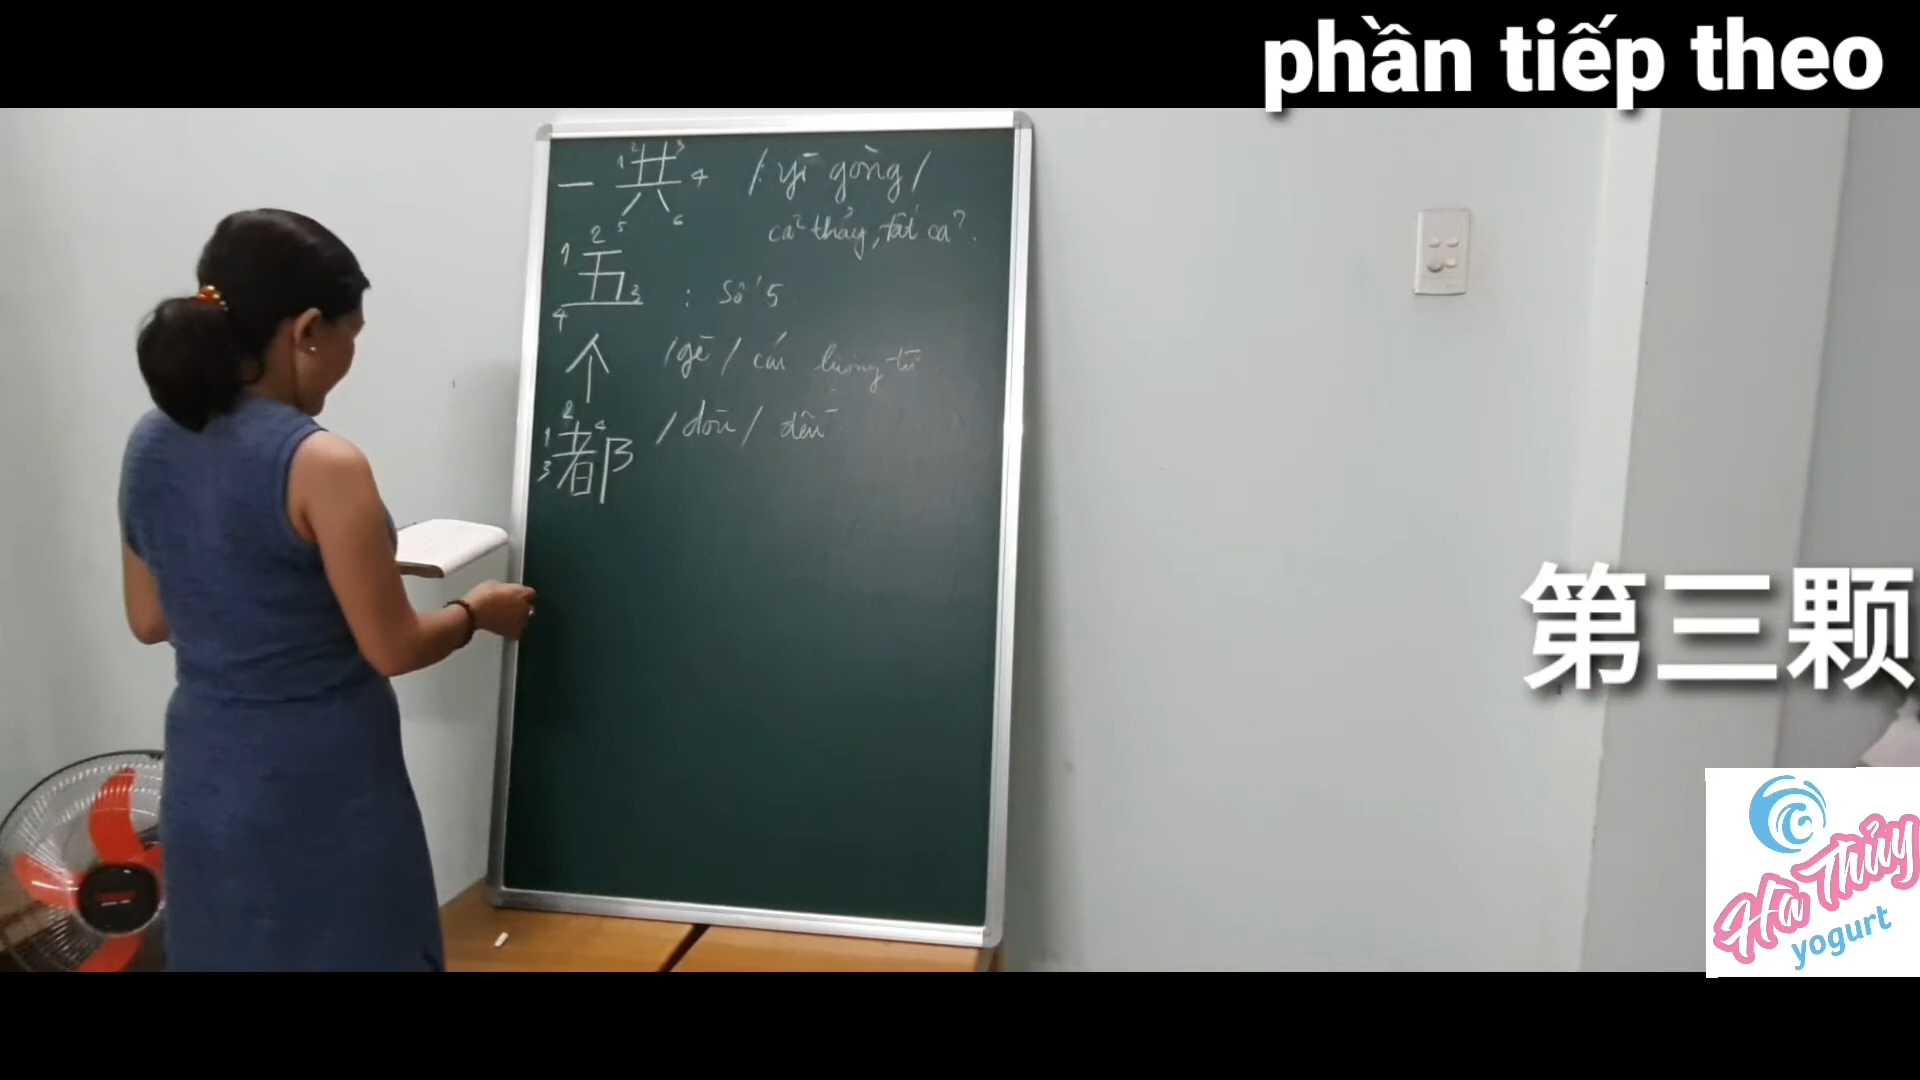 phần tiếp theo
一共 /yī gòng/
cả thảy, tất cả.
五 : Số 5
个 /gè/ cái lượng từ
都 /dōu/ đều
第三颗
Hà Thủy
yogurt